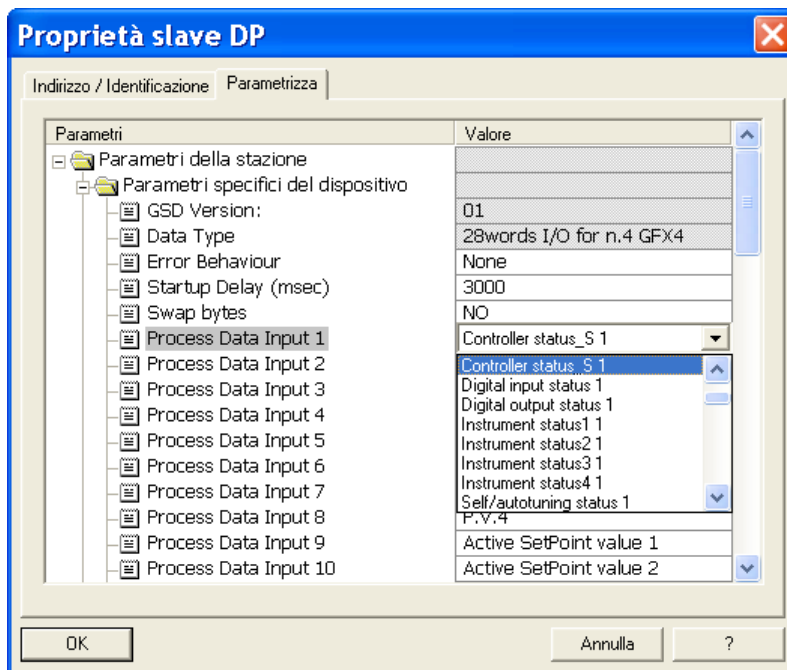 Proprietà slave DP
Indirizzo / Identificazione Parametrizza
Parametri Valore
Parametri della stazione
Parametri specifici del dispositivo
GSD Version: 01
Data Type 28words I/O for n.4 GFX4
Error Behaviour None
Startup Delay (msec) 3000
Swap bytes NO
Process Data Input 1 Controller status_S 1
Process Data Input 2 Controller status_S 1
Process Data Input 3 Digital input status 1
Digital output status 1
Process Data Input 4 Instrument status1 1
Process Data Input 5 Instrument status2 1
Process Data Input 6 Instrument status3 1
Process Data Input 7 Instrument status4 1
Self/autotuning status 1
Process Data Input 8 P.V.4
Process Data Input 9 Active SetPoint value 1
Process Data Input 10 Active SetPoint value 2
OK Annulla ?